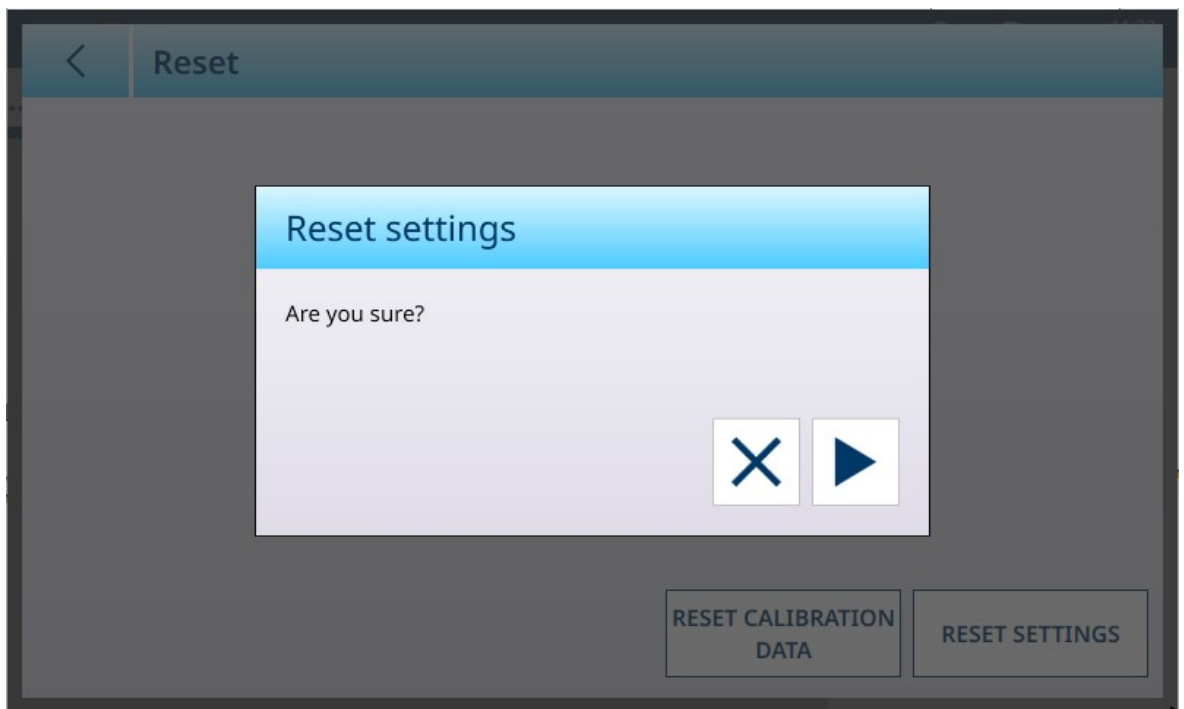 Reset
Reset settings
Are you sure?
RESET CALIBRATION
DATA
RESET SETTINGS